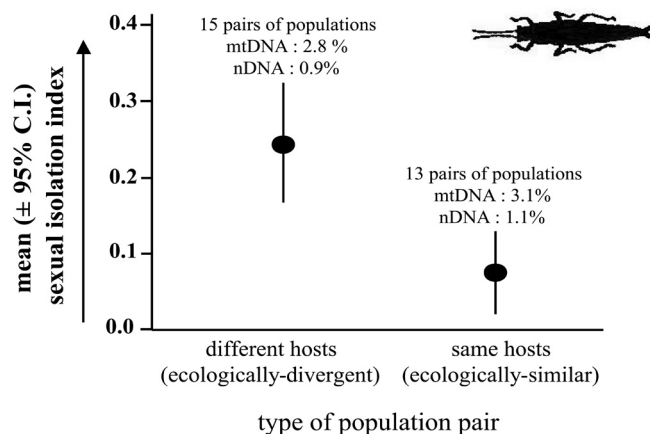 0.4
0.3
0.2
0.1
0.0
mean (± 95% C.I.)
sexual isolation index
15 pairs of populations
mtDNA : 2.8 %
nDNA : 0.9%
13 pairs of populations
mtDNA : 3.1%
nDNA : 1.1%
different hosts
(ecologically-divergent)
same hosts
(ecologically-similar)
type of population pair